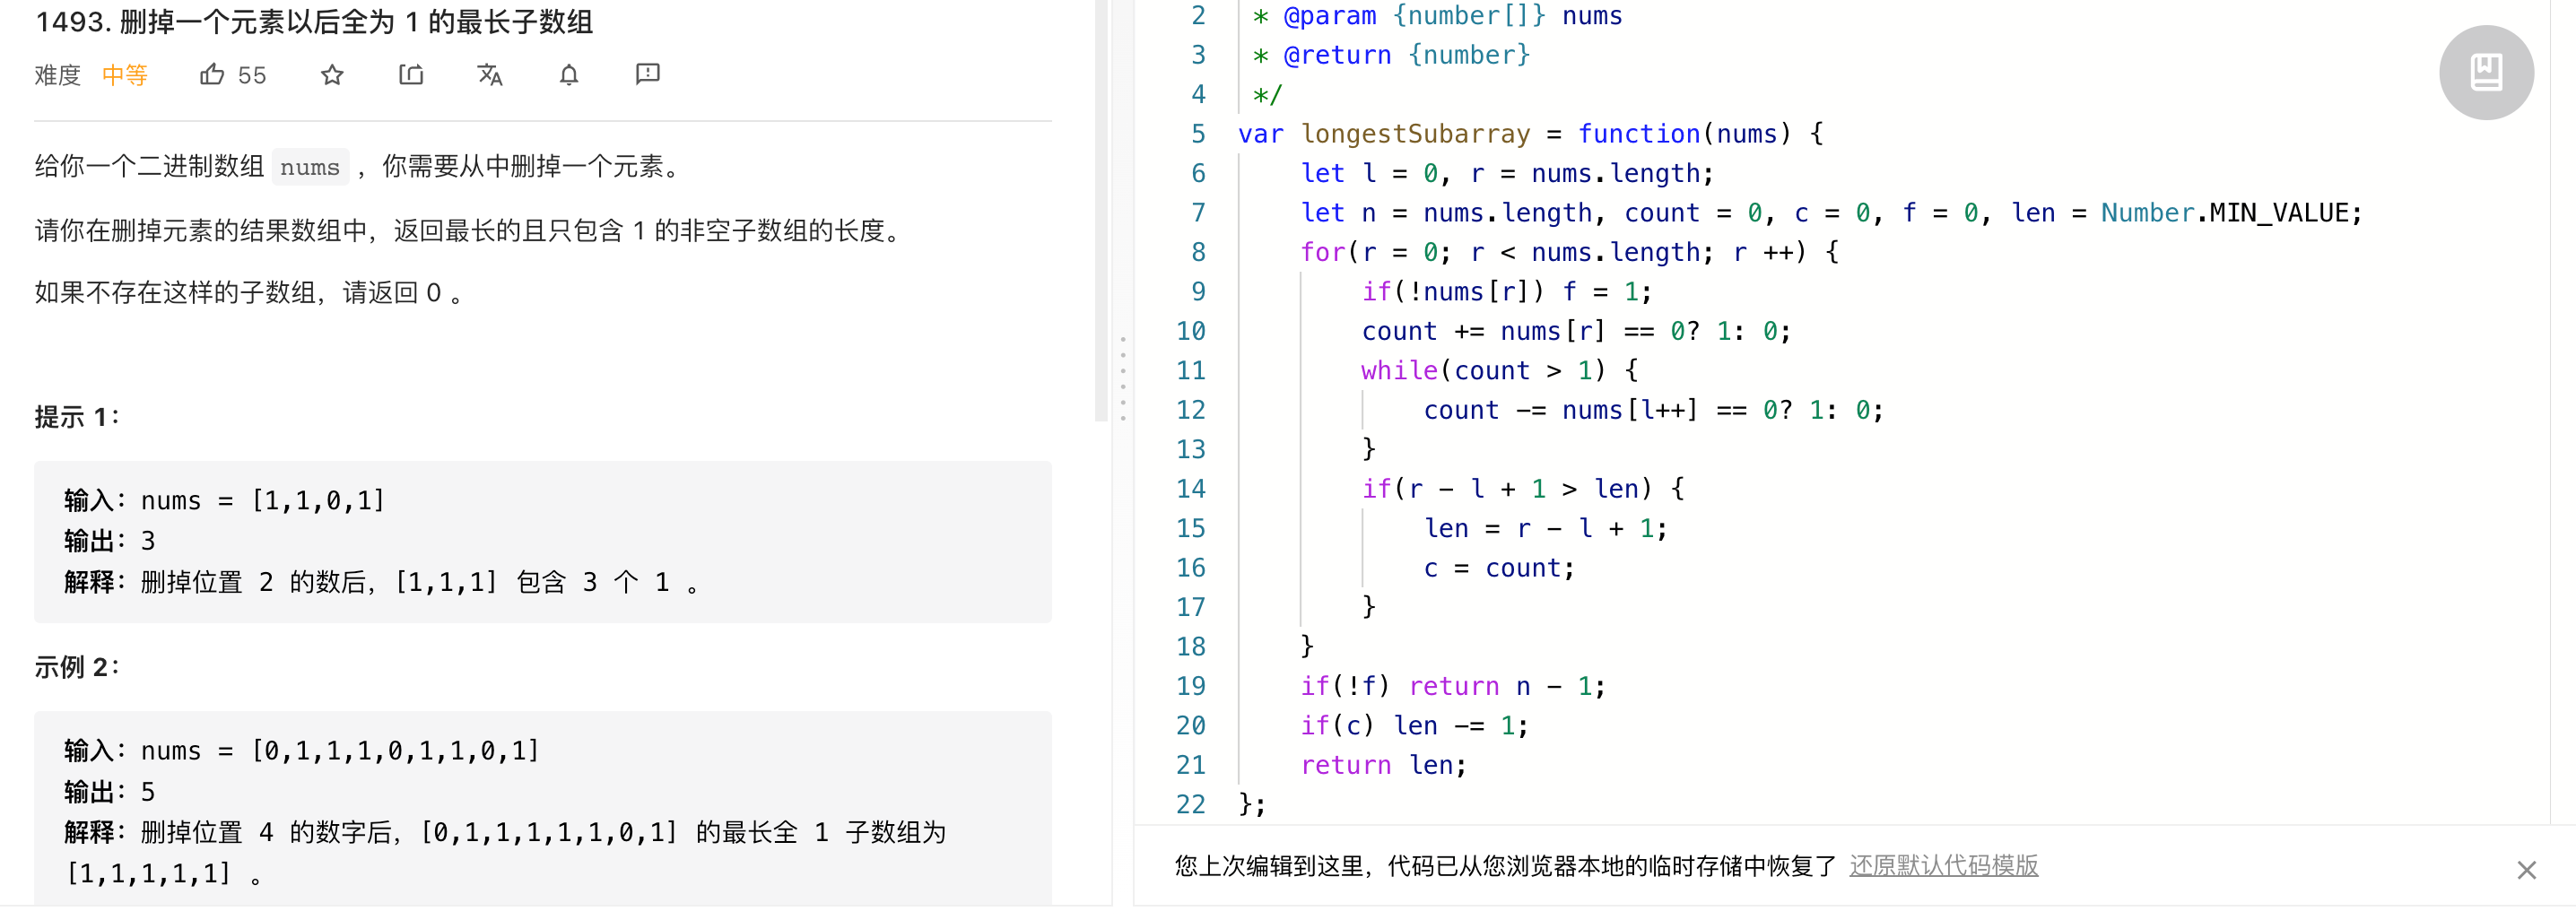 1493. 删掉一个元素以后全为 1 的最长子数组
难度 中等 55
给你一个二进制数组 nums ，你需要从中删掉一个元素。
请你在删掉元素的结果数组中，返回最长的且只包含 1 的非空子数组的长度。
如果不存在这样的子数组，请返回 0 。
提示 1：
输入：nums = [1,1,0,1]
输出：3
解释：删掉位置 2 的数后，[1,1,1] 包含 3 个 1 。
示例 2：
输入：nums = [0,1,1,1,0,1,1,0,1]
输出：5
解释：删掉位置 4 的数字后，[0,1,1,1,1,1,0,1] 的最长全 1 子数组为
[1,1,1,1,1] 。
2 * @param {number[]} nums
3 * @return {number}
4 */
5 var longestSubarray = function(nums) {
6 let l = 0, r = nums.length;
7 let n = nums.length, count = 0, c = 0, f = 0, len = Number.MIN_VALUE;
8 for(r = 0; r < nums.length; r ++) {
9 if(!nums[r]) f = 1;
10 count += nums[r] == 0? 1: 0;
11 while(count > 1) {
12 count -= nums[l++] == 0? 1: 0;
13 }
14 if(r - l + 1 > len) {
15 len = r - l + 1;
16 c = count;
17 }
18 }
19 if(!f) return n - 1;
20 if(c) len -= 1;
21 return len;
22 };
您上次编辑到这里，代码已从您浏览器本地的临时存储中恢复了 还原默认代码模版